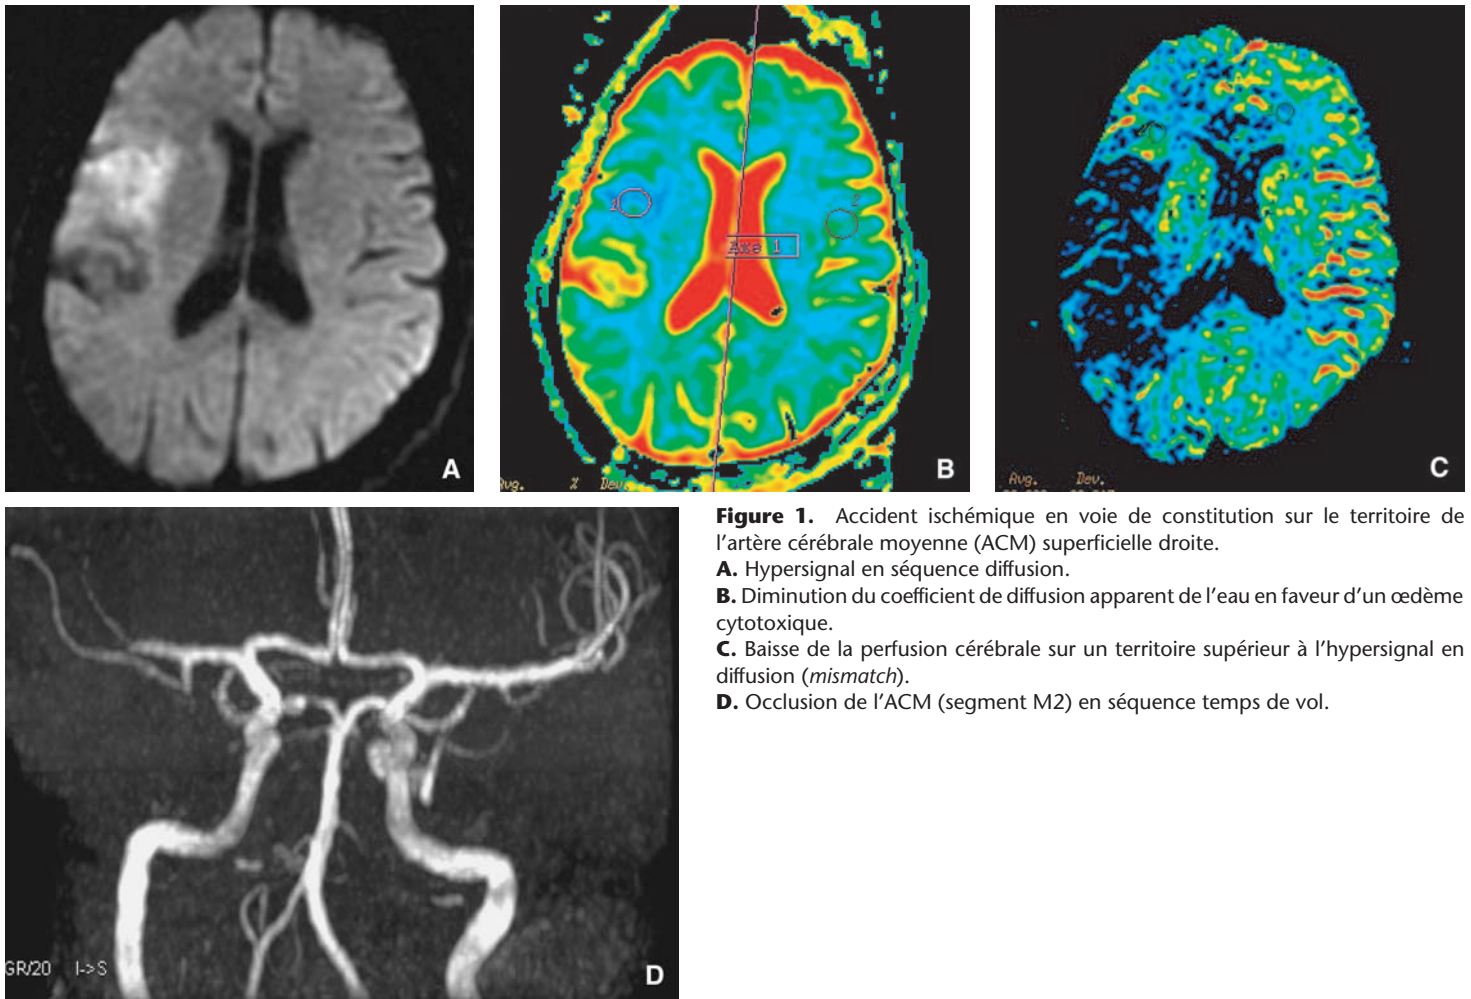 1
2
Axe 1
Avg. % Dev.
A
B
Avg. Dev.
C
Figure 1. Accident ischémique en voie de constitution sur le territoire de
l'artère cérébrale moyenne (ACM) superficielle droite.
A. Hypersignal en séquence diffusion.
B. Diminution du coefficient de diffusion apparent de l'eau en faveur d'un œdème
cytotoxique.
C. Baisse de la perfusion cérébrale sur un territoire supérieur à l'hypersignal en
diffusion (mismatch).
D. Occlusion de l'ACM (segment M2) en séquence temps de vol.
GR/20 I->S
D